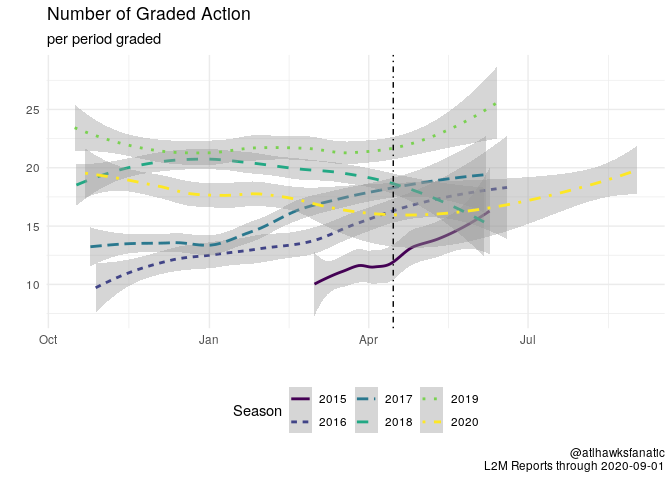 Number of Graded Action
per period graded
25
20
15
10
Oct
Jan
Apr
Jul
Season
2015
2017
2019
2016
2018
2020
@atlhawksfanatic
L2M Reports through 2020-09-01